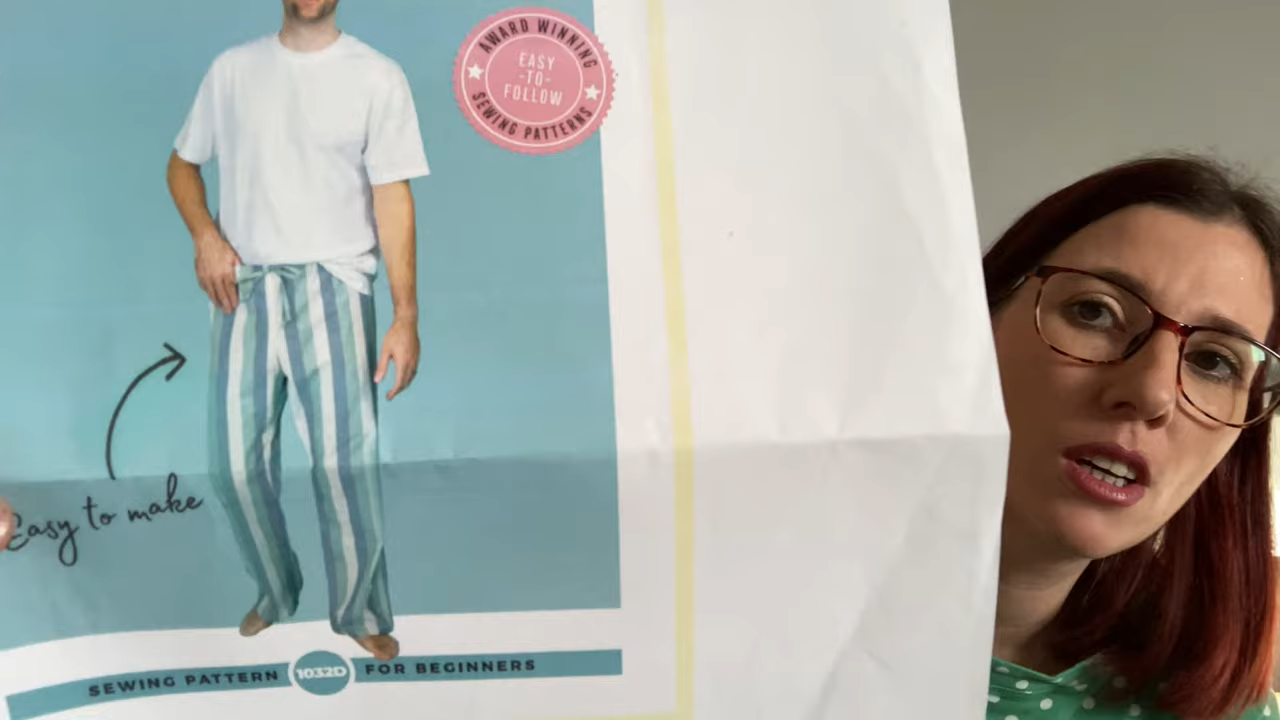 AWARD WINNING
EASY
-TO-
FOLLOW
SEWING PATTERNS
Easy to make
SEWING PATTERN 1032D FOR BEGINNERS